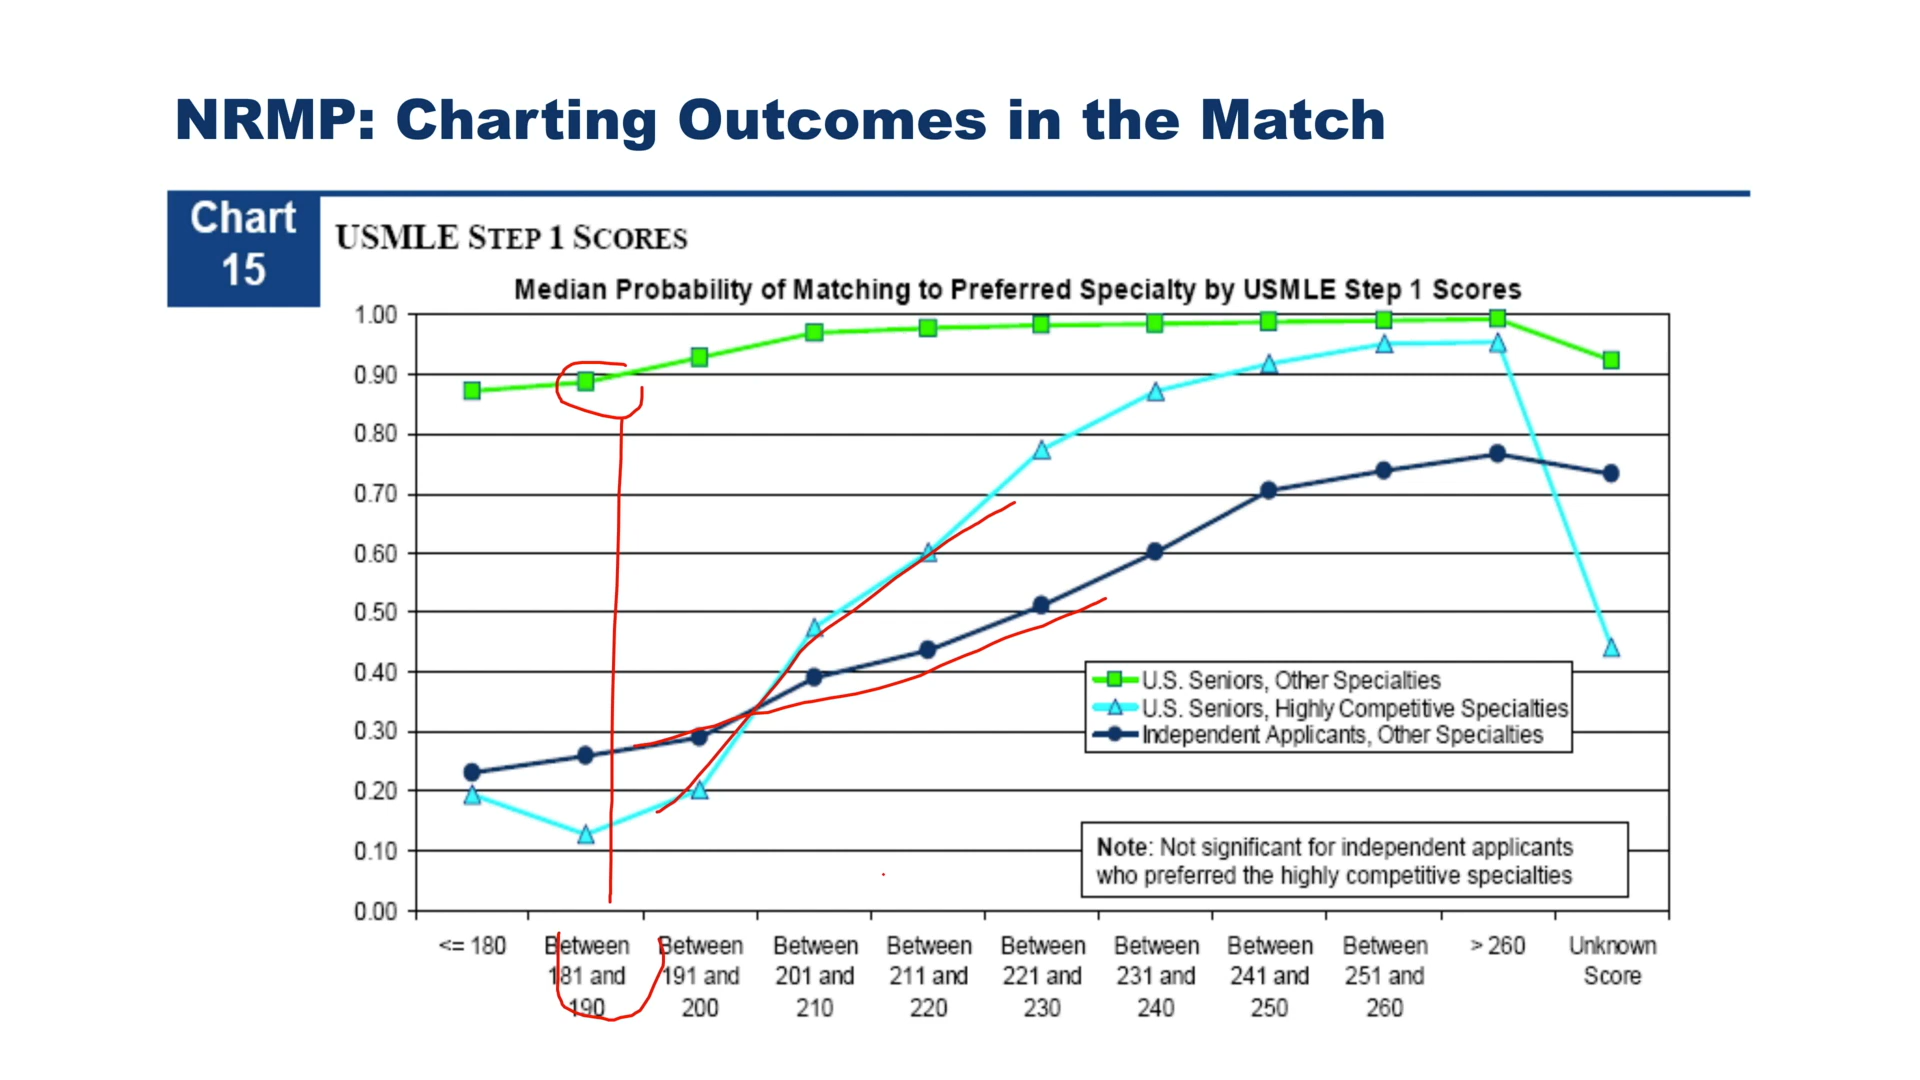 NRMP: Charting Outcomes in the Match
Chart
15
USMLE STEP 1 SCORES
Median Probability of Matching to Preferred Specialty by USMLE Step 1 Scores
1.00
0.90
0.80
0.70
0.60
0.50
0.40
0.30
0.20
0.10
0.00
U.S. Seniors, Other Specialties
U.S. Seniors, Highly Competitive Specialties
Independent Applicants, Other Specialties
Note: Not significant for independent applicants
who preferred the highly competitive specialties
<= 180
Between
181 and
190
Between
191 and
200
Between
201 and
210
Between
211 and
220
Between
221 and
230
Between
231 and
240
Between
241 and
250
Between
251 and
260
> 260
Unknown
Score